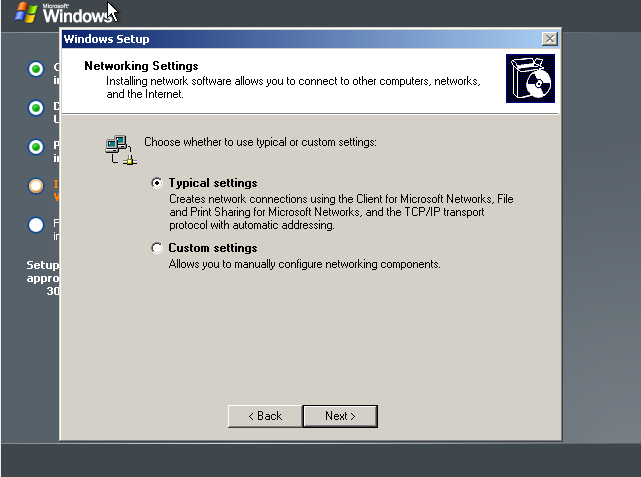 Microsoft
Windows
Windows Setup
Networking Settings
Installing network software allows you to connect to other computers, networks,
and the Internet.
Choose whether to use typical or custom settings:
Typical settings
Creates network connections using the Client for Microsoft Networks, File
and Print Sharing for Microsoft Networks, and the TCP/IP transport
protocol with automatic addressing.
Custom settings
Allows you to manually configure networking components.
Setup
appro
30
< Back
Next >